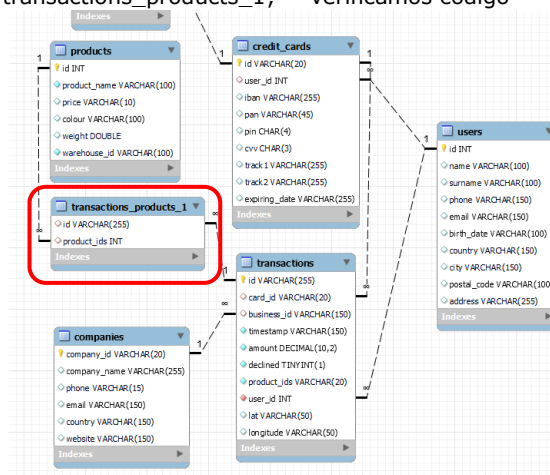 transactions_products_1; verificamos código
Indexes
products
id INT
product_name VARCHAR(100)
price VARCHAR(10)
colour VARCHAR(100)
weight DOUBLE
warehouse_id VARCHAR(100)
Indexes
1
transactions_products_1
id VARCHAR(255)
product_ids INT
Indexes
∞
∞
companies
company_id VARCHAR(20)
company_name VARCHAR(255)
phone VARCHAR(15)
email VARCHAR(150)
country VARCHAR(150)
website VARCHAR(150)
Indexes
1
credit_cards
id VARCHAR(20)
user_id INT
iban VARCHAR(255)
pan VARCHAR(45)
pin CHAR(4)
cvv CHAR(3)
track1 VARCHAR(255)
track2 VARCHAR(255)
expiring_date VARCHAR(255)
Indexes
1
1
∞
transactions
id VARCHAR(255)
card_id VARCHAR(20)
business_id VARCHAR(150)
timestamp VARCHAR(150)
amount DECIMAL(10,2)
declined TINYINT(1)
product_ids VARCHAR(20)
user_id INT
lat VARCHAR(50)
longitude VARCHAR(50)
Indexes
1
∞
∞
∞
users
id INT
name VARCHAR(100)
surname VARCHAR(100)
phone VARCHAR(150)
email VARCHAR(150)
birth_date VARCHAR(100)
country VARCHAR(150)
city VARCHAR(150)
postal_code VARCHAR(100
address VARCHAR(255)
Indexes
1